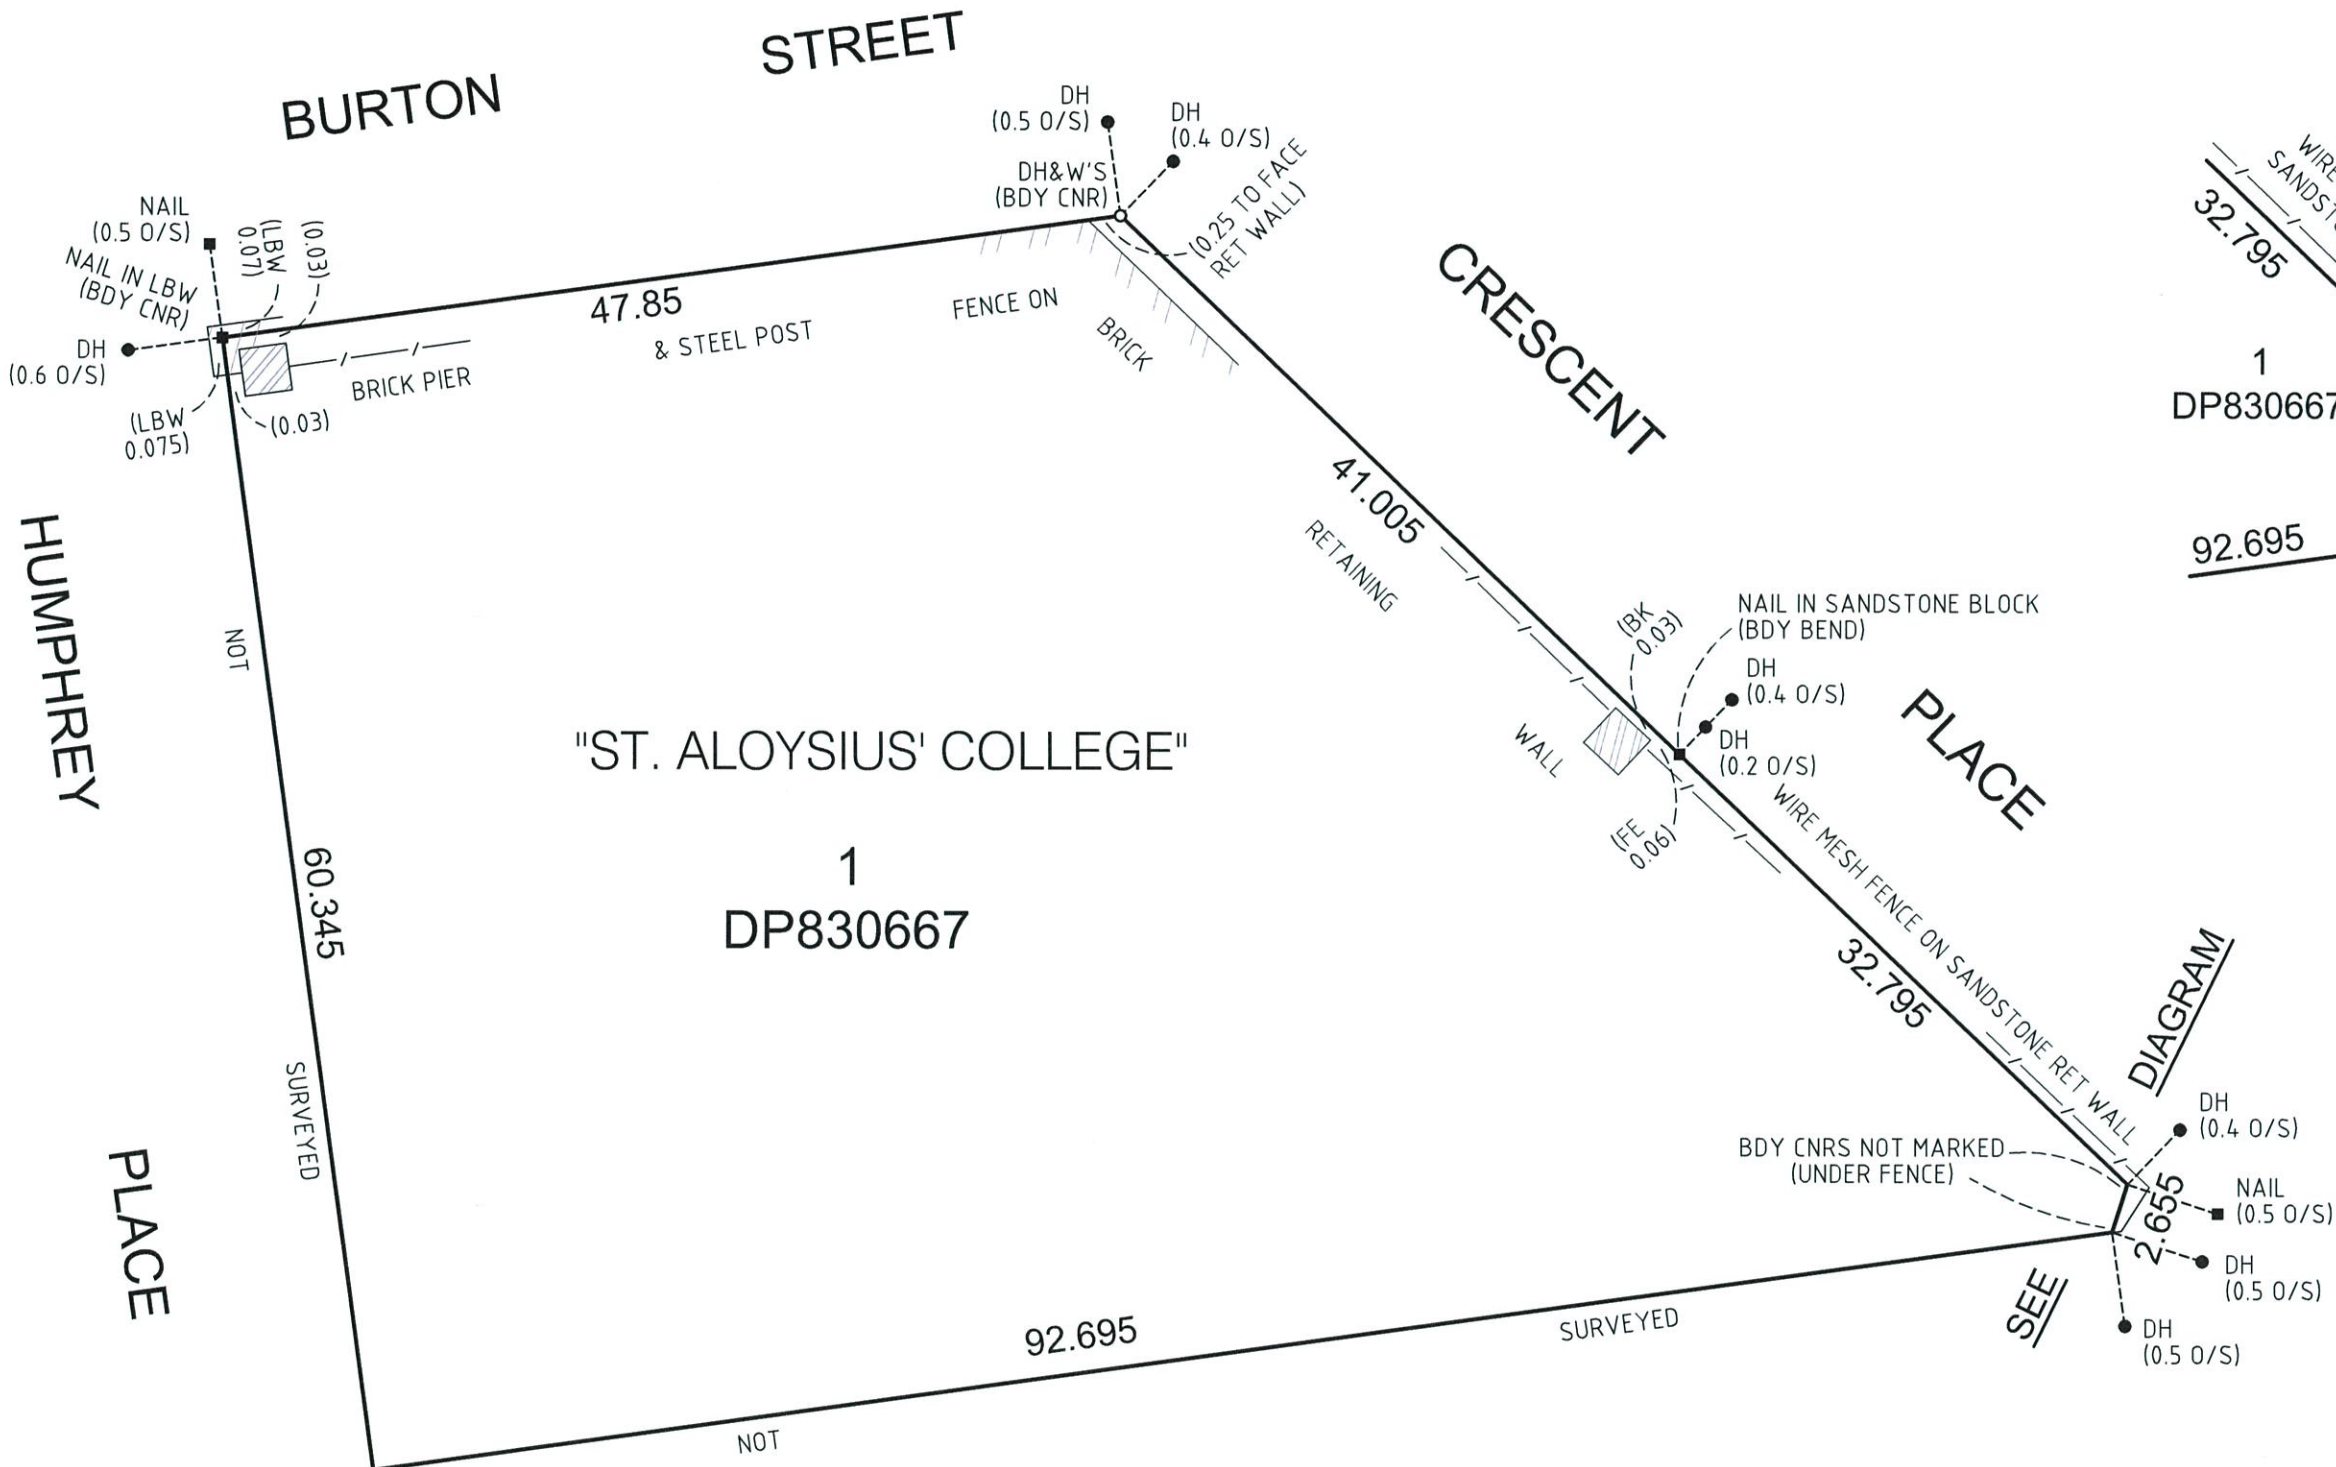 BURTON STREET
DH
(0.5 O/S)
DH
(0.4 O/S)
DH&W'S
(BDY CNR)
(0.25 TO FACE
RET WALL)
NAIL
(0.5 O/S)
NAIL IN LBW
(BDY CNR)
(LBW
0.07)
(0.03)
DH
(0.6 O/S)
(LBW
0.075)
(0.03)
BRICK PIER
47.85
& STEEL POST
FENCE ON
BRICK
RETAINING
WALL
CRESCENT
PLACE
41.005
(BK
0.03)
NAIL IN SANDSTONE BLOCK
(BDY BEND)
DH
(0.4 O/S)
DH
(0.2 O/S)
(FE
0.06)
WIRE MESH FENCE ON SANDSTONE RET WALL
32.795
HUMPHREY
PLACE
NOT
SURVEYED
60.345
"ST. ALOYSIUS' COLLEGE"
1
DP830667
BDY CNRS NOT MARKED
(UNDER FENCE)
SEE DIAGRAM
2.655
DH
(0.4 O/S)
NAIL
(0.5 O/S)
DH
(0.5 O/S)
DH
(0.5 O/S)
92.695
NOT
SURVEYED
WIRE
32.795
1
DP830667
92.695